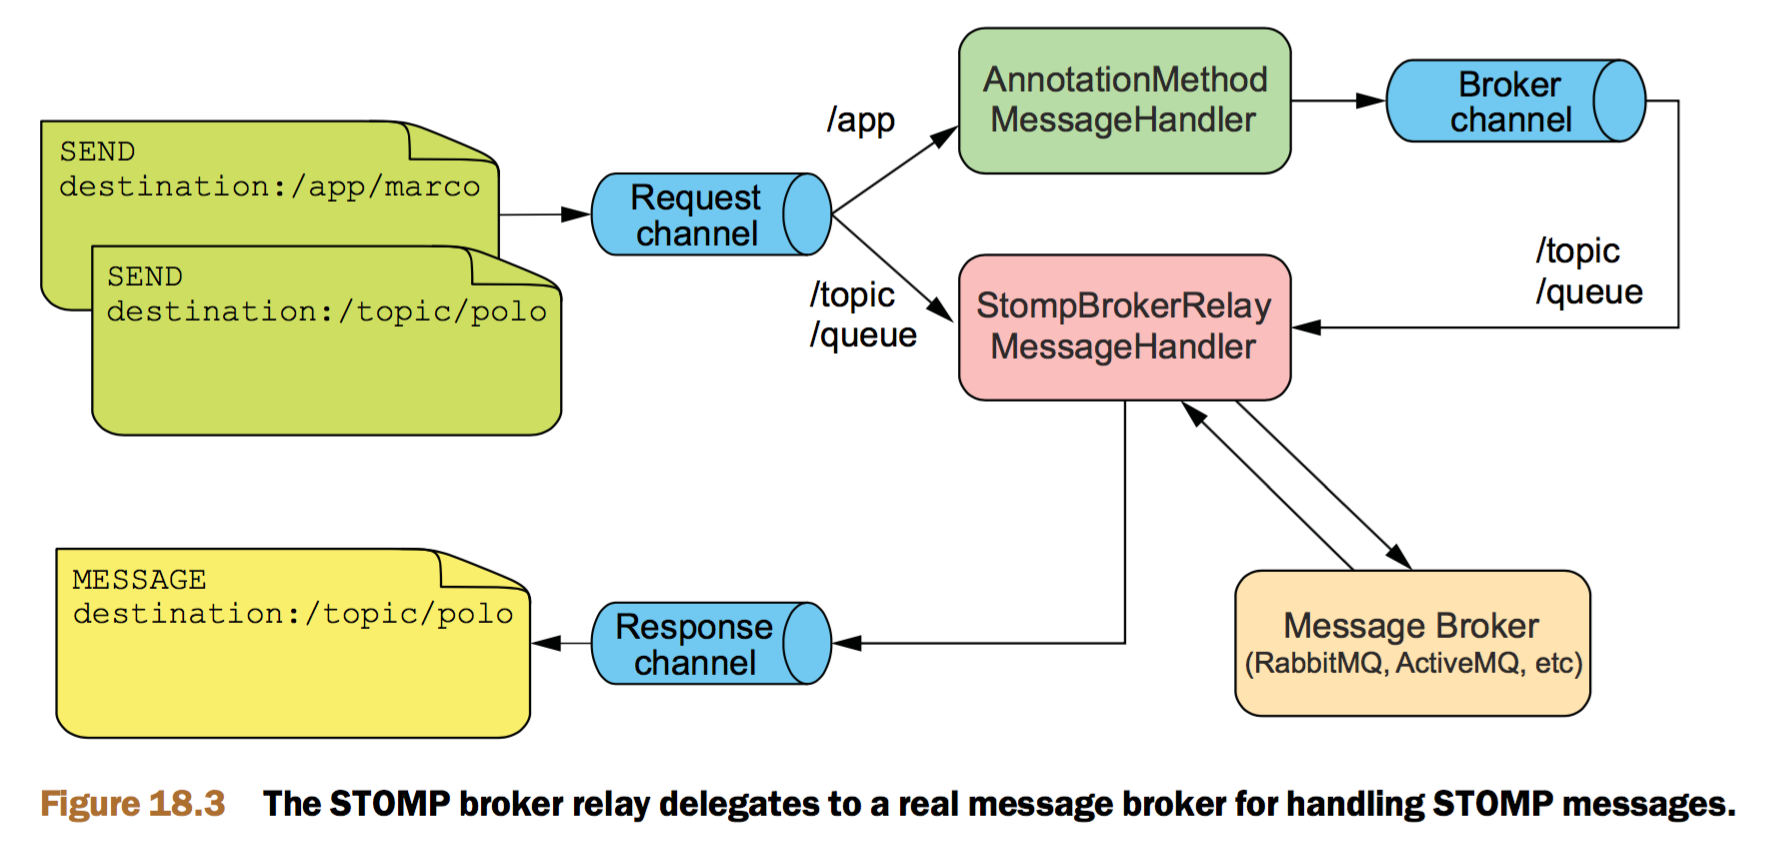 SEND
destination:/app/marco
SEND
destination:/topic/polo
Request
channel
/app
/topic
/queue
AnnotationMethod
MessageHandler
Broker
channel
StompBrokerRelay
MessageHandler
/topic
/queue
MESSAGE
destination:/topic/polo
Response
channel
Message Broker
(RabbitMQ, ActiveMQ, etc)
Figure 18.3 The STOMP broker relay delegates to a real message broker for handling STOMP messages.